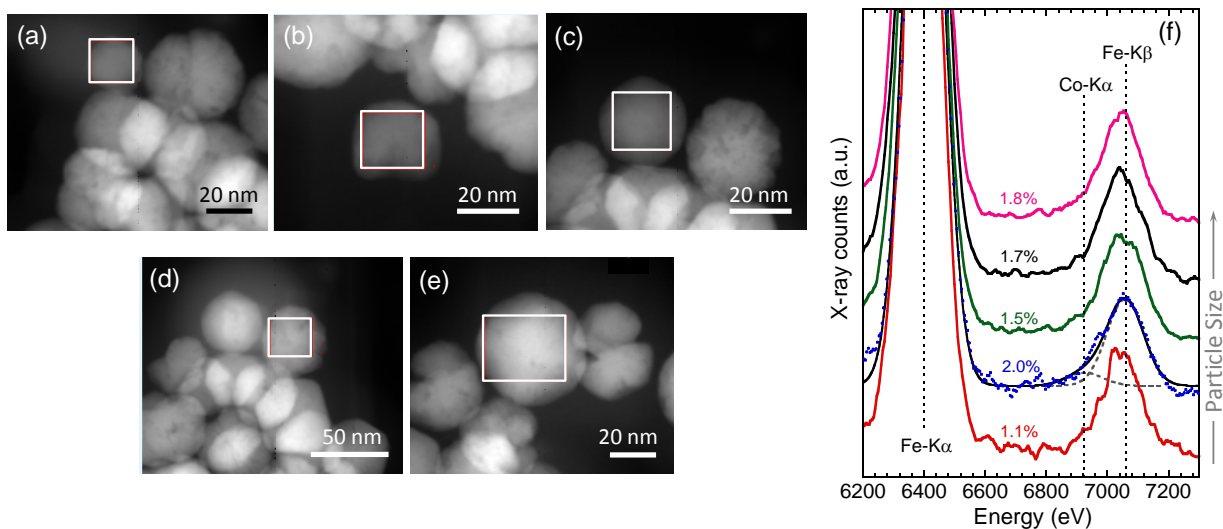 (a)
20 nm
(b)
20 nm
(c)
20 nm
(d)
50 nm
(e)
20 nm
(f)
Fe-Kβ
Co-Kα
1.8%
1.7%
1.5%
2.0%
1.1%
Fe-Kα
X-ray counts (a.u.)
Particle Size
6200 6400 6600 6800 7000 7200
Energy (eV)